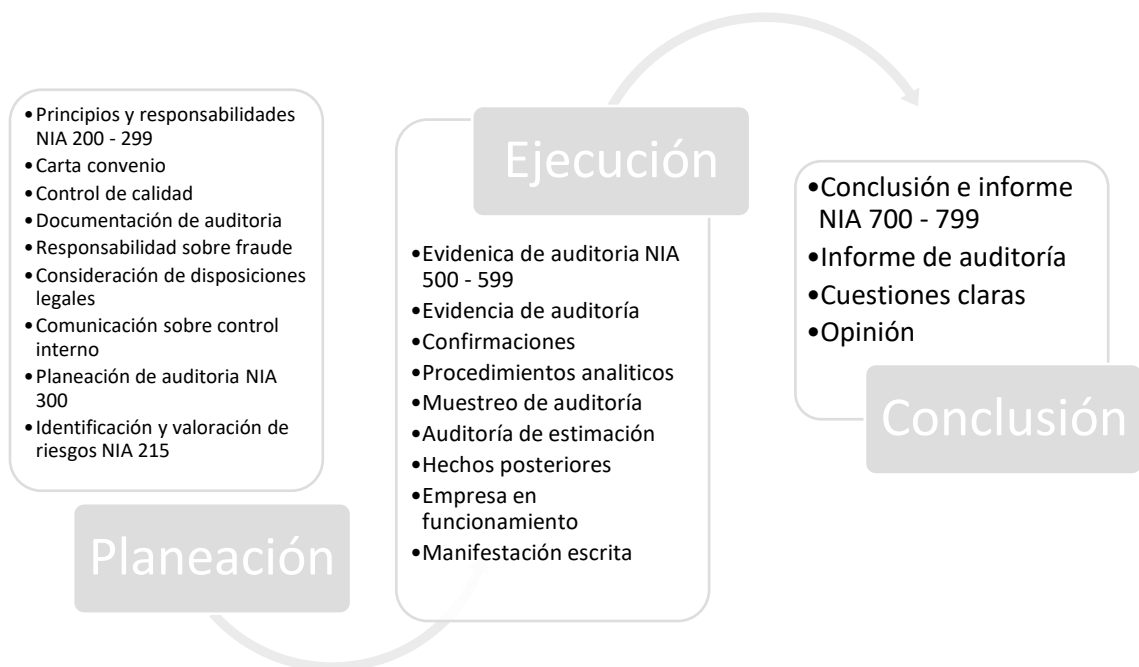 •Principios y responsabilidades
NIA 200 - 299
•Carta convenio
•Control de calidad
•Documentación de auditoria
•Responsabilidad sobre fraude
•Consideración de disposiciones
legales
•Comunicación sobre control
interno
•Planeación de auditoria NIA
300
•Identificación y valoración de
riesgos NIA 215
Planeación
Ejecución
•Evidenica de auditoria NIA
500 - 599
•Evidencia de auditoría
•Confirmaciones
•Procedimientos analiticos
•Muestreo de auditoría
•Auditoría de estimación
•Hechos posteriores
•Empresa en
funcionamiento
•Manifestación escrita
•Conclusión e informe
NIA 700 - 799
•Informe de auditoría
•Cuestiones claras
•Opinión
Conclusión